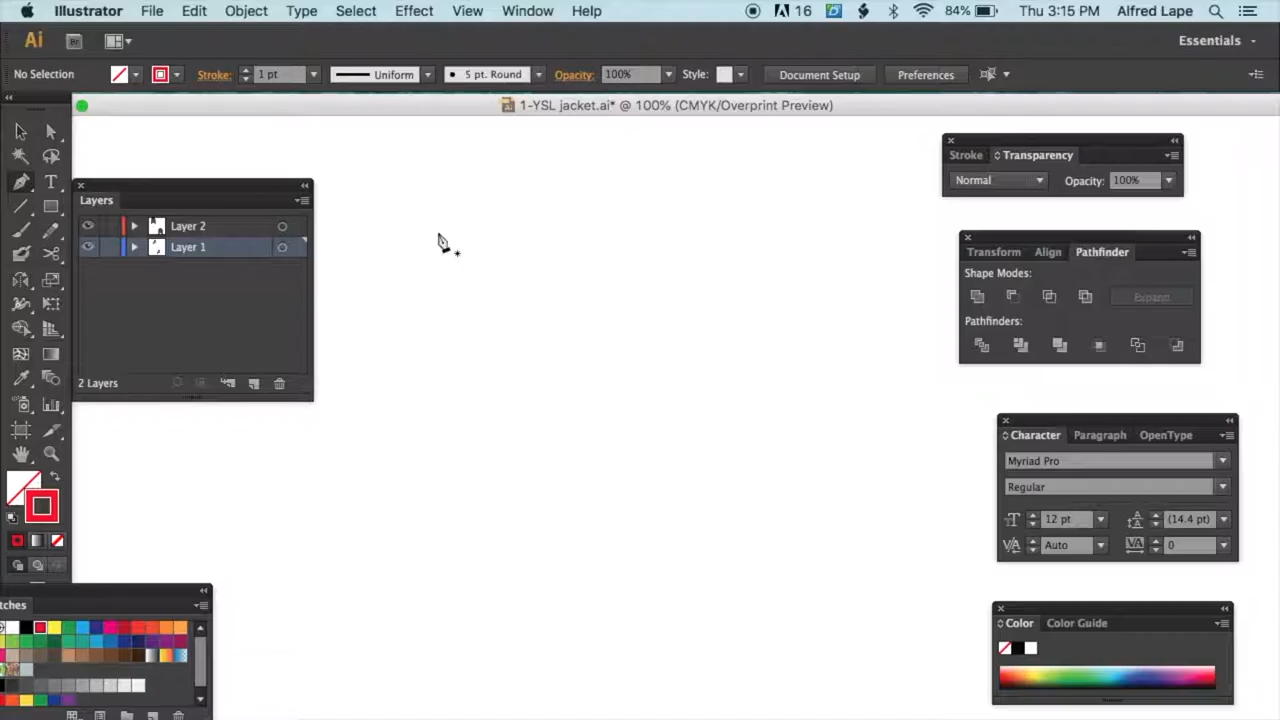 Illustrator File Edit Object Type Select Effect View Window Help 16 84% Thu 3:15 PM Alfred Lape
Ai Br Essentials
No Selection Stroke: 1 pt Uniform 5 pt. Round Opacity: 100% Style: Document Setup Preferences
1-YSL jacket.ai* @ 100% (CMYK/Overprint Preview)
Stroke Transparency
Normal Opacity: 100%
Layers
Layer 2
Layer 1
2 Layers
Transform Align Pathfinder
Shape Modes:
Expand
Pathfinders:
Character Paragraph OpenType
Myriad Pro
Regular
12 pt (14.4 pt)
Auto 0
tches
Color Color Guide